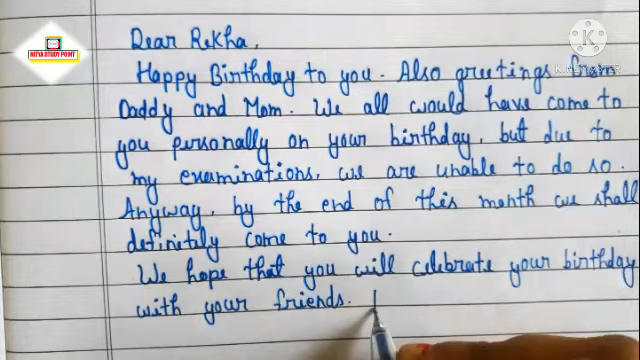 NITYA STUDY POINT
Dear Rekha,
Happy Birthday to you. Also greetings from
Daddy and Mom. We all would have come to
you personally on your birthday, but due to
my examinations, we are unable to do so.
Anyway, by the end of this month we shall
definitely come to you.
We hope that you will celebrate your birthday
with your friends.